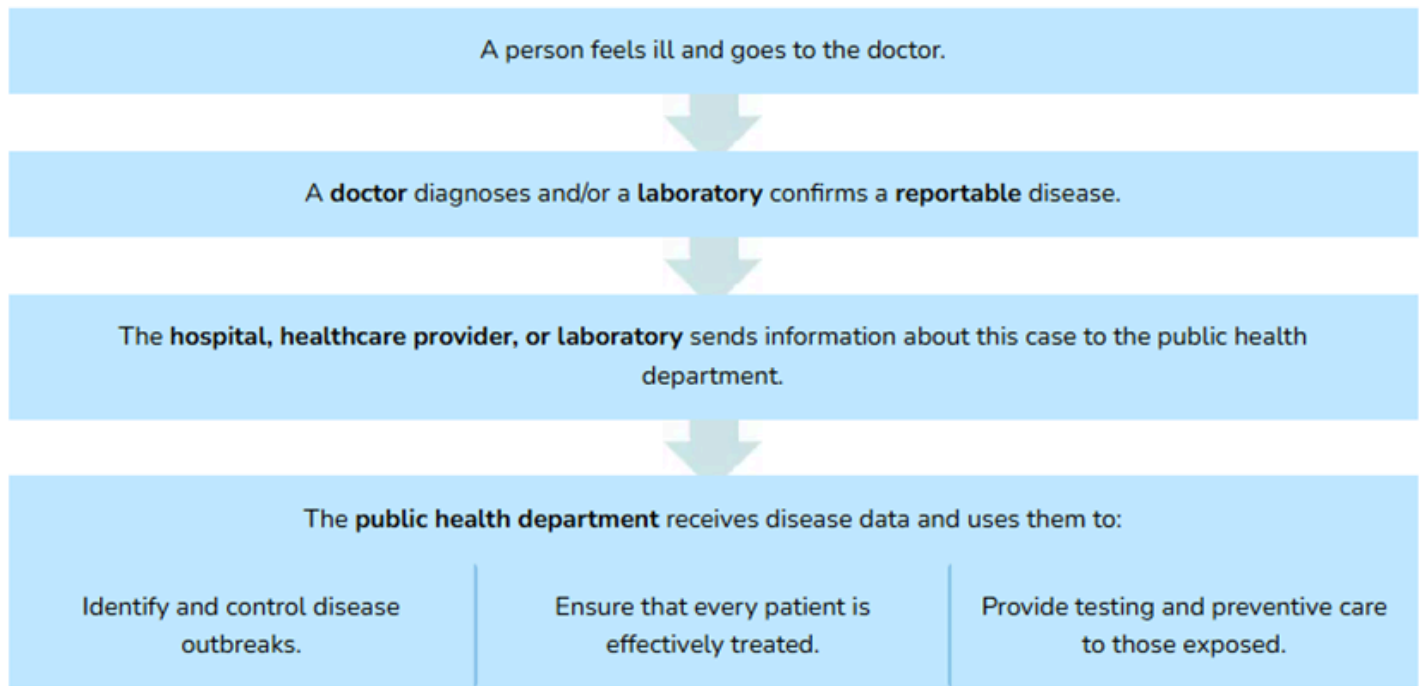 A person feels ill and goes to the doctor.
A doctor diagnoses and/or a laboratory confirms a reportable disease.
The hospital, healthcare provider, or laboratory sends information about this case to the public health
department.
The public health department receives disease data and uses them to:
Identify and control disease
outbreaks.
Ensure that every patient is
effectively treated.
Provide testing and preventive care
to those exposed.